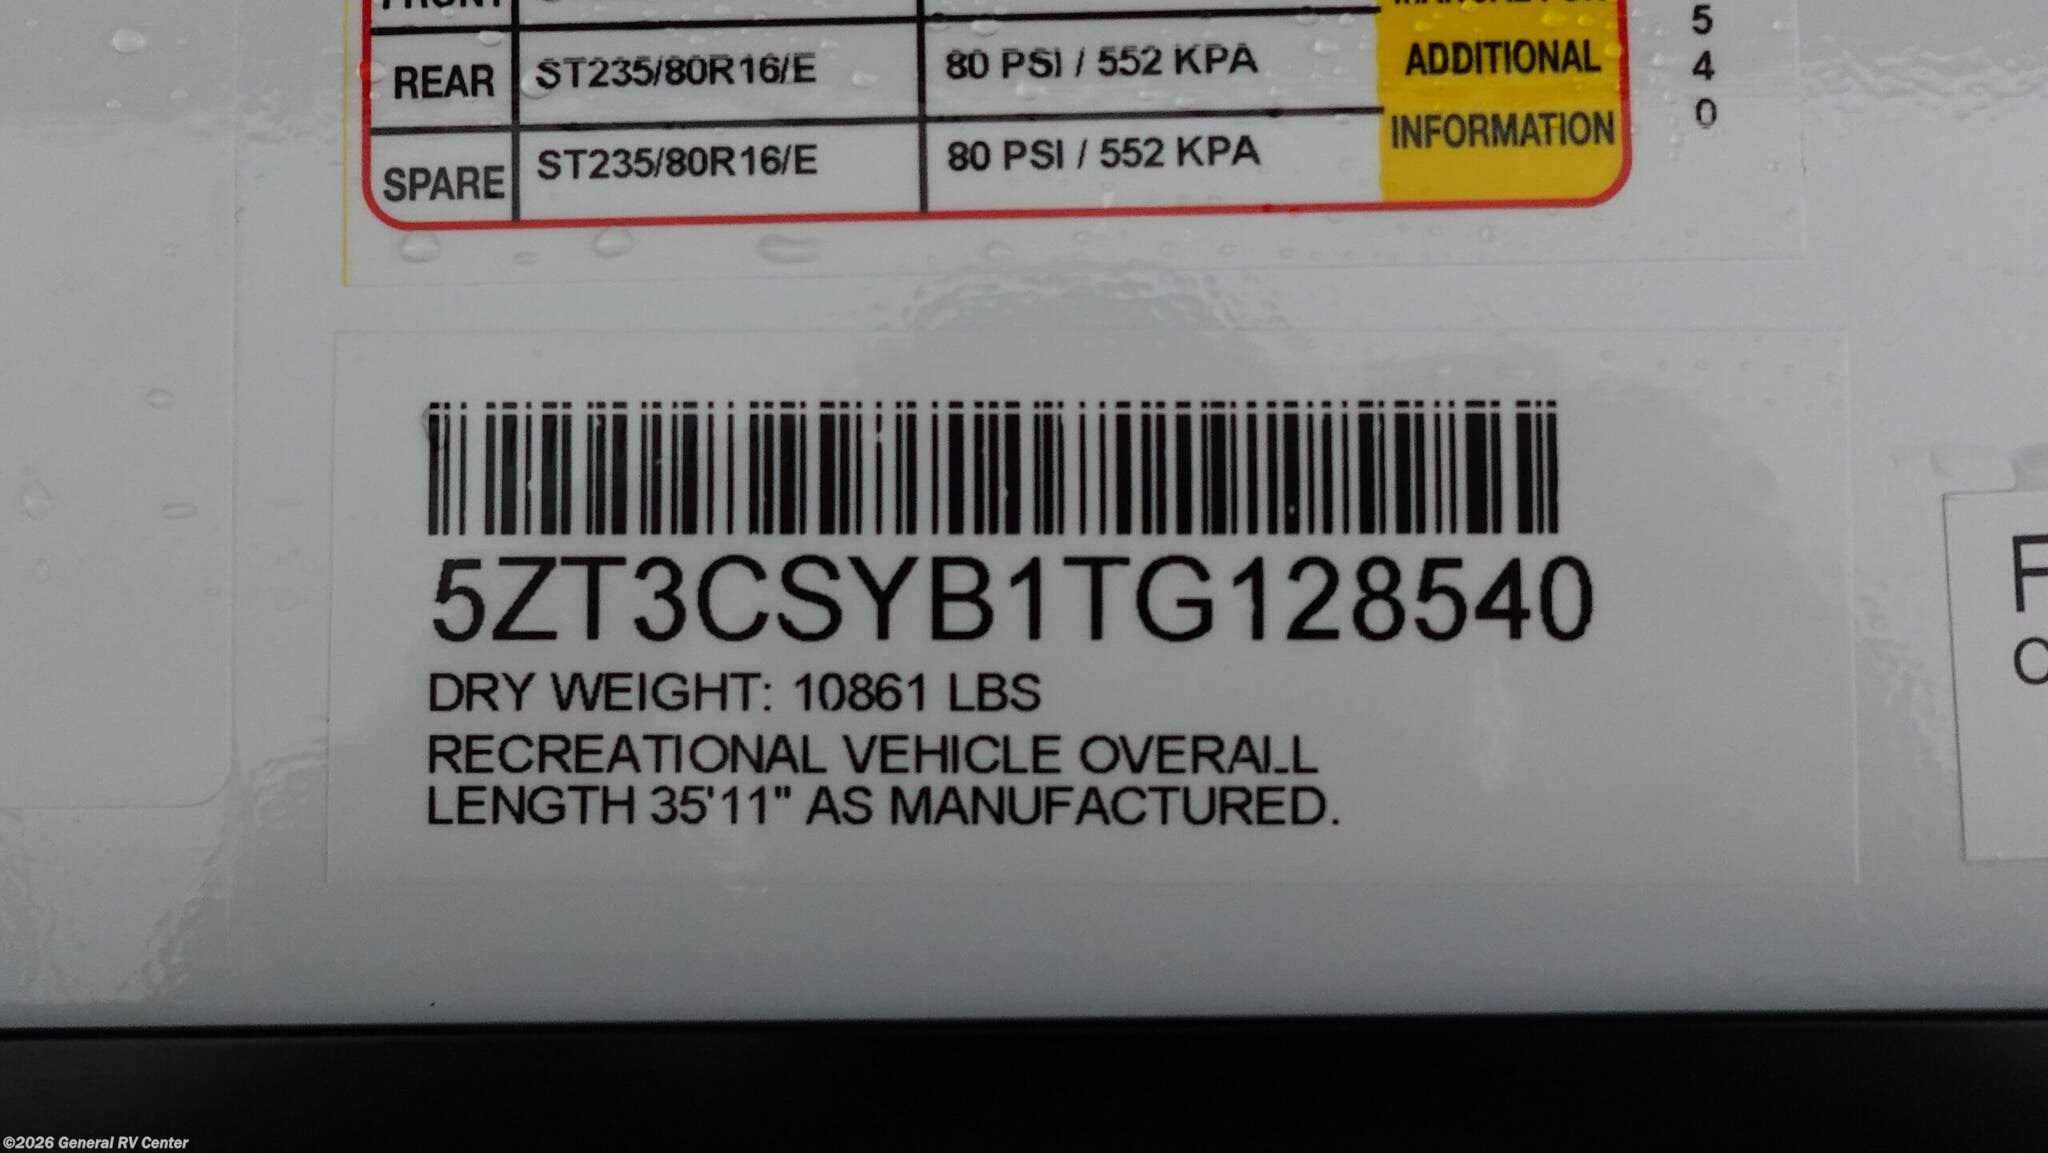 REAR ST235/80R16/E 80 PSI / 552 KPA
SPARE ST235/80R16/E 80 PSI / 552 KPA
ADDITIONAL
INFORMATION
5
4
0
5ZT3CSYB1TG128540
DRY WEIGHT: 10861 LBS
RECREATIONAL VEHICLE OVERALL
LENGTH 35'11" AS MANUFACTURED.
©2026 General RV Center